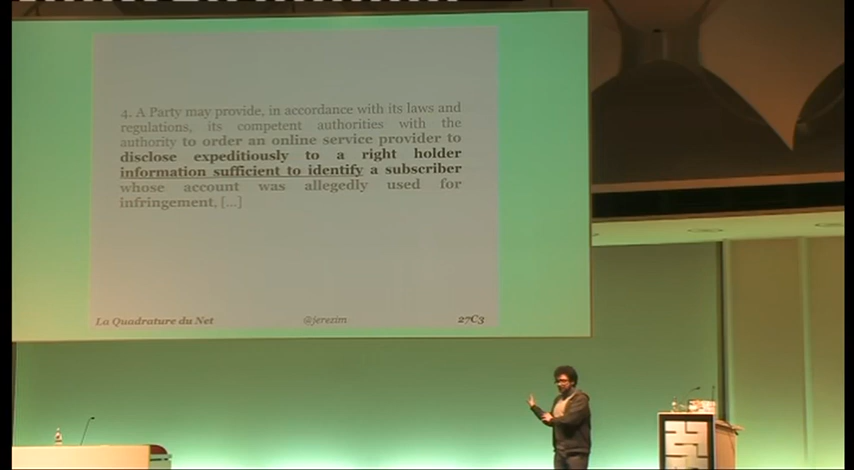 4. A Party may provide, in accordance with its laws and
regulations, its competent authorities with the
authority to order an online service provider to
disclose expeditiously to a right holder
information sufficient to identify a subscriber
whose account was allegedly used for
infringement, [...]
La Quadrature du Net
@jerezim
27C3